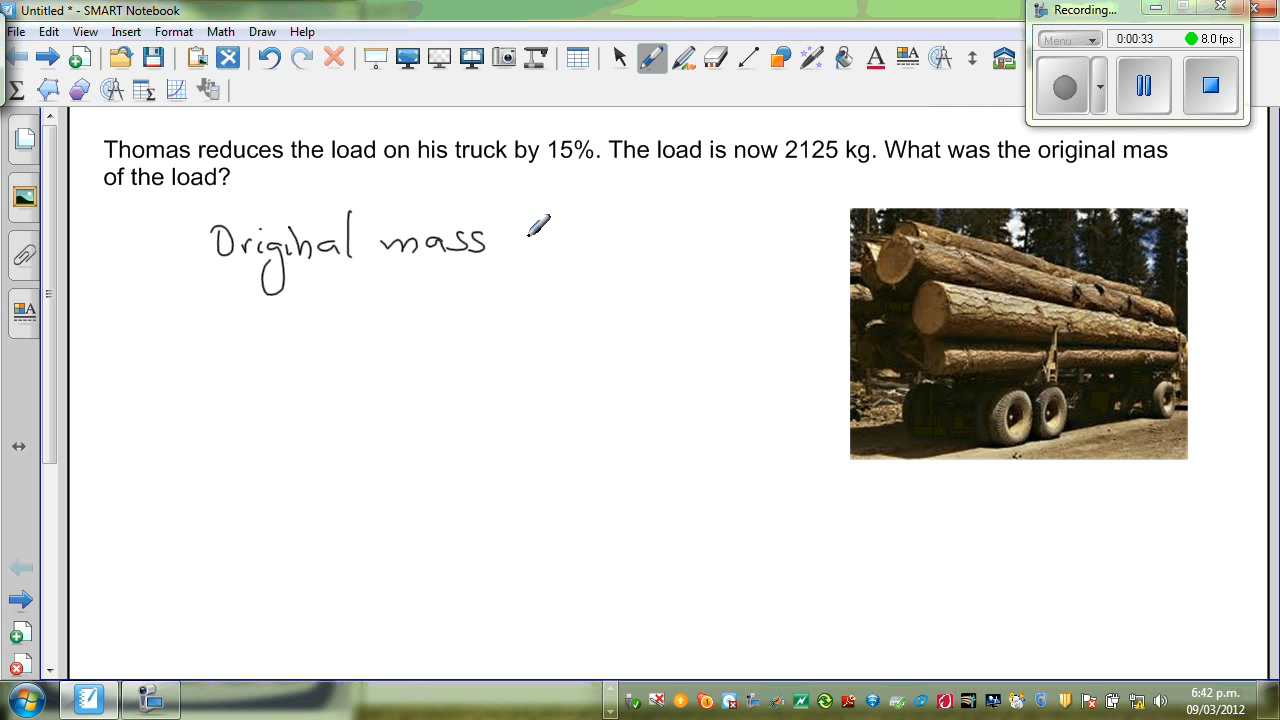 Untitled * - SMART Notebook
Recording...
File Edit View Insert Format Math Draw Help
Menu
0:00:33
8.0 fps
Thomas reduces the load on his truck by 15%. The load is now 2125 kg. What was the original mas
of the load?
Original mass
6:42 p.m.
09/03/2012